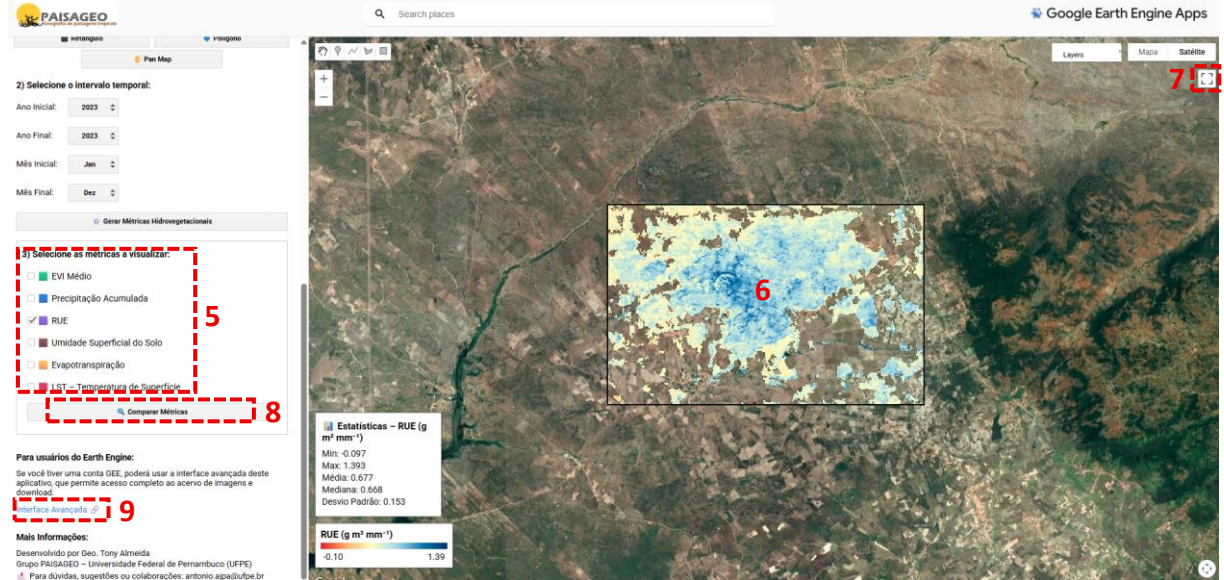 PAISAGEO
Search places
Google Earth Engine Apps
Retângulo
Polígono
Pan Map
2) Selecione o intervalo temporal:
Ano Inicial: 2023
Ano Final: 2023
Mês Inicial: Jan
Mês Final: Dez
Gerar Métricas Hidrovegetacionais
3) Selecione as métricas a visualizar:
EVI Médio
Precipitação Acumulada
RUE
Umidade Superficial do Solo
Evapotranspiração
LST – Temperatura de Superfície
5
Comparar Métricas
8
Para usuários do Earth Engine:
Se você tiver uma conta GEE, poderá usar a interface avançada deste
aplicativo, que permite acesso completo ao acervo de imagens e
download.
Interface Avançada
9
Mais Informações:
Desenvolvido por Geo. Tony Almeida
Grupo PAISAGEO – Universidade Federal de Pernambuco (UFPE)
Para dúvidas, sugestões ou colaborações: antonio.ajpa@ufpe.br
Layers
Mapa
Satélite
7
6
Estatísticas – RUE (g
m² mm⁻¹)
Min: -0.097
Max: 1.393
Média: 0.677
Mediana: 0.668
Desvio Padrão: 0.153
RUE (g m² mm⁻¹)
-0.10 1.39